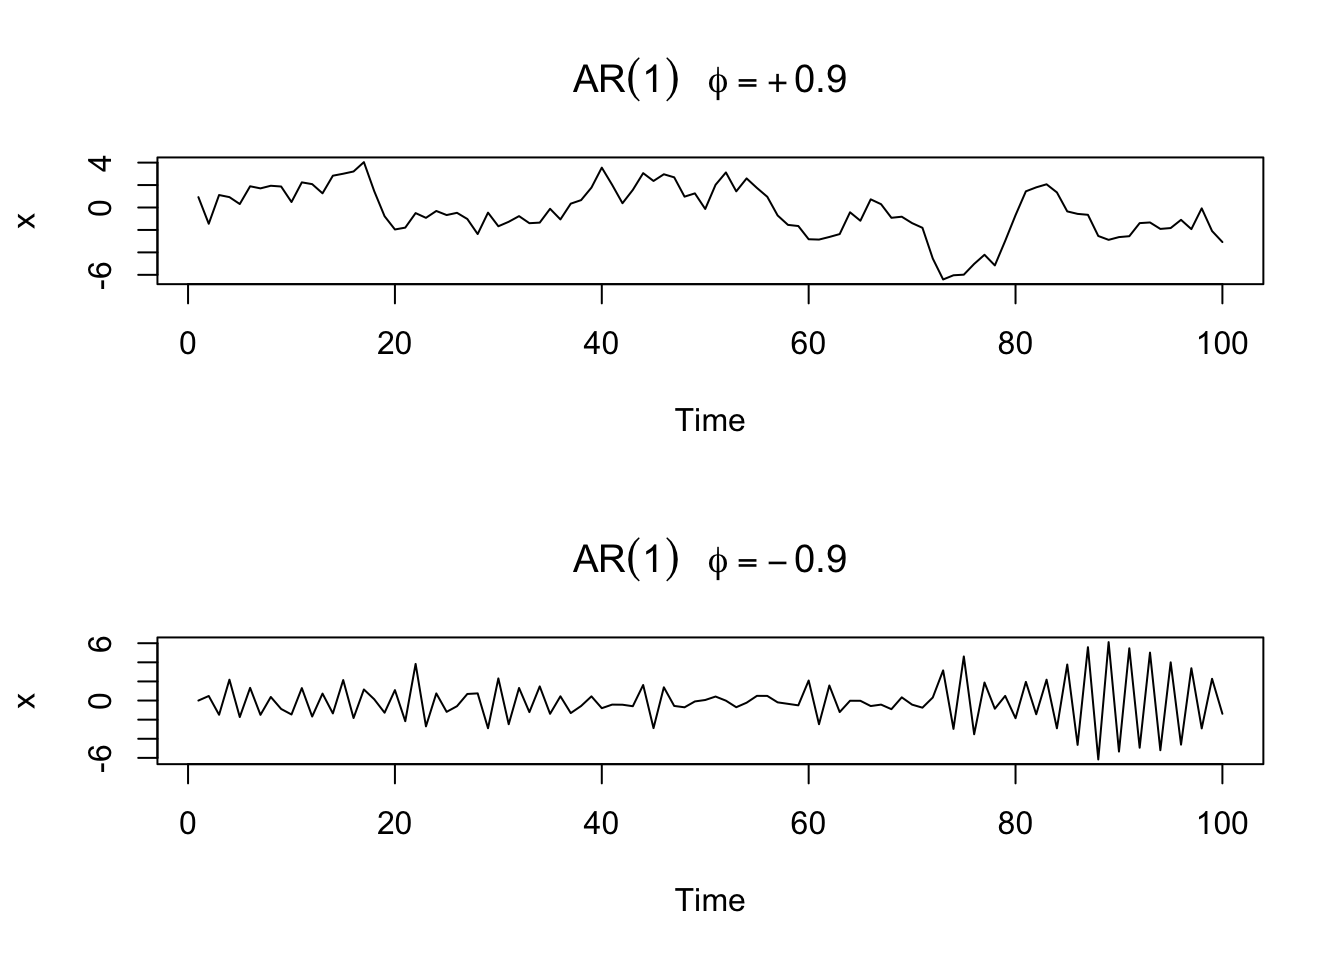 AR(1) ϕ = +0.9
x
4
0
-6
0 20 40 60 80 100
Time
AR(1) ϕ = −0.9
x
6
0
-6
0 20 40 60 80 100
Time